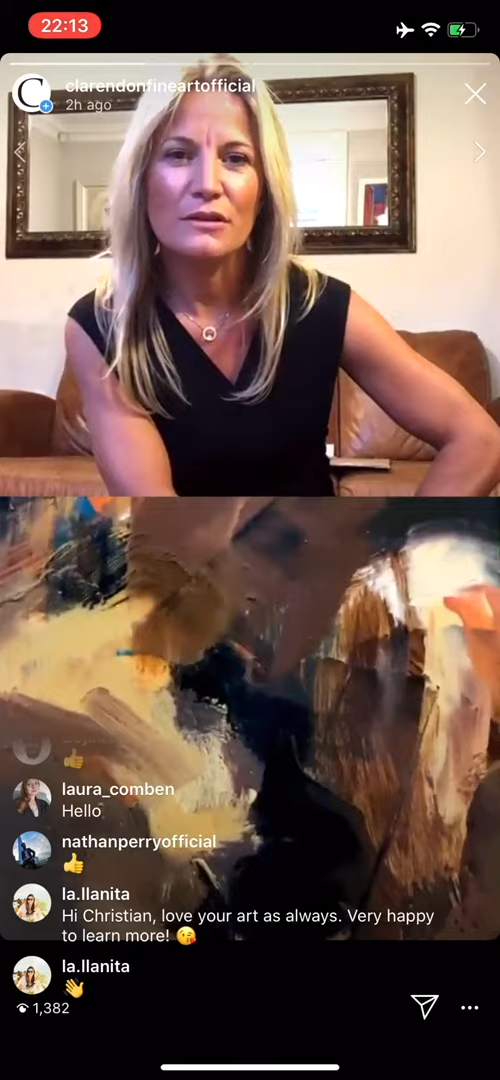 22:13
C
clarendonfineartofficial
2h ago
laura_comben
Hello
nathanperryofficial
👍
la.llanita
Hi Christian, love your art as always. Very happy
to learn more! 😘
la.llanita
👋
1,382